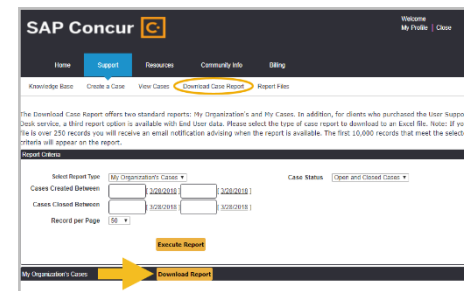 SAP Concur C
Welcome
My Profile | Close
Home Support Resources Community Info Billing
Knowledge Base Create a Case View Cases Download Case Report Report Files
The Download Case Report offers two standard reports: My Organization's and My Cases. In addition, for clients who purchased the User Suppo
Desk service, a third report option is available with End User data. Please select the type of case report to download to an Excel file. Note: If yo
file is over 250 records you will receive an email notification advising when the report is available. The first 10,000 records that meet the selecte
criteria will appear on the report.
Report Criteria
Select Report Type My Organization's Cases Case Status Open and Closed Cases
Cases Created Between [ 3/28/2018 ] [ 3/28/2018 ]
Cases Closed Between [ 3/28/2018 ] [ 3/28/2018 ]
Record per Page 50
Execute Report
My Organization's Cases Download Report